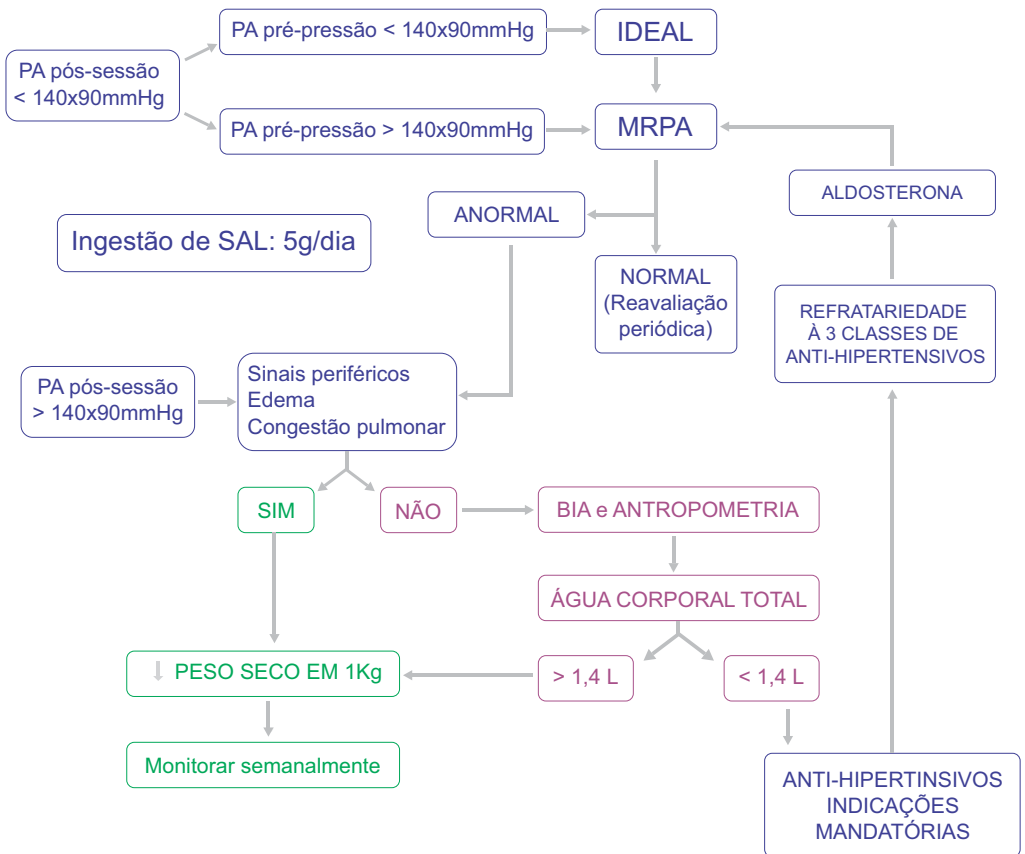 PA pós-sessão
< 140x90mmHg
PA pré-pressão < 140x90mmHg
IDEAL
PA pré-pressão > 140x90mmHg
MRPA
ALDOSTERONA
ANORMAL
Ingestão de SAL: 5g/dia
NORMAL
(Reavaliação
periódica)
REFRATARIEDADE
À 3 CLASSES DE
ANTI-HIPERTENSIVOS
PA pós-sessão
> 140x90mmHg
Sinais periféricos
Edema
Congestão pulmonar
SIM
NÃO
BIA e ANTROPOMETRIA
ÁGUA CORPORAL TOTAL
↓ PESO SECO EM 1Kg
> 1,4 L
< 1,4 L
Monitorar semanalmente
ANTI-HIPERTINSIVOS
INDICAÇÕES
MANDATÓRIAS